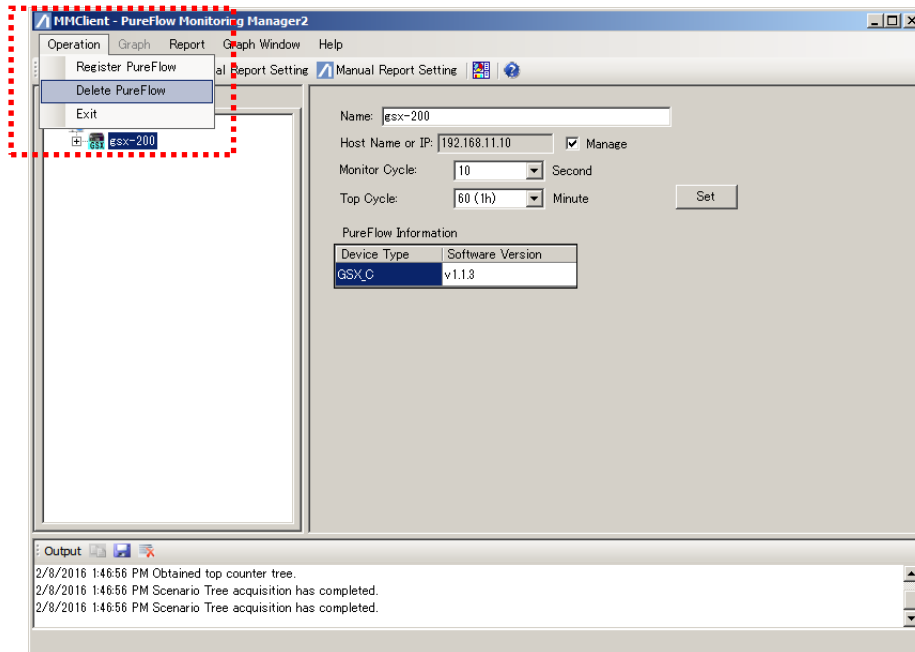 MMClient - PureFlow Monitoring Manager2
Operation Graph Report Graph Window Help
Register PureFlow
Delete PureFlow
Exit
al Report Setting Manual Report Setting
GSX gsx-200
Name: gsx-200
Host Name or IP: 192.168.11.10 Manage
Monitor Cycle: 10 Second
Top Cycle: 60 (1h) Minute Set
PureFlow Information
Device Type Software Version
GSX_C v1.1.3
Output
2/8/2016 1:46:56 PM Obtained top counter tree.
2/8/2016 1:46:56 PM Scenario Tree acquisition has completed.
2/8/2016 1:46:56 PM Scenario Tree acquisition has completed.